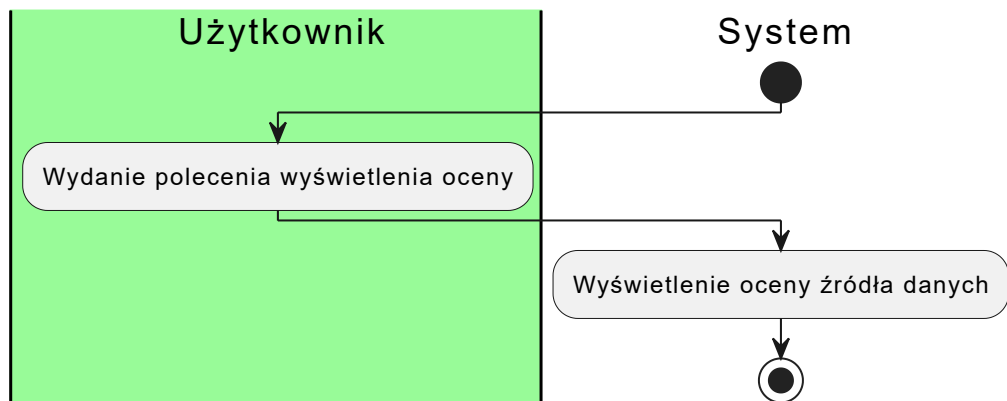 Użytkownik
System
Wydanie polecenia wyświetlenia oceny
Wyświetlenie oceny źródła danych